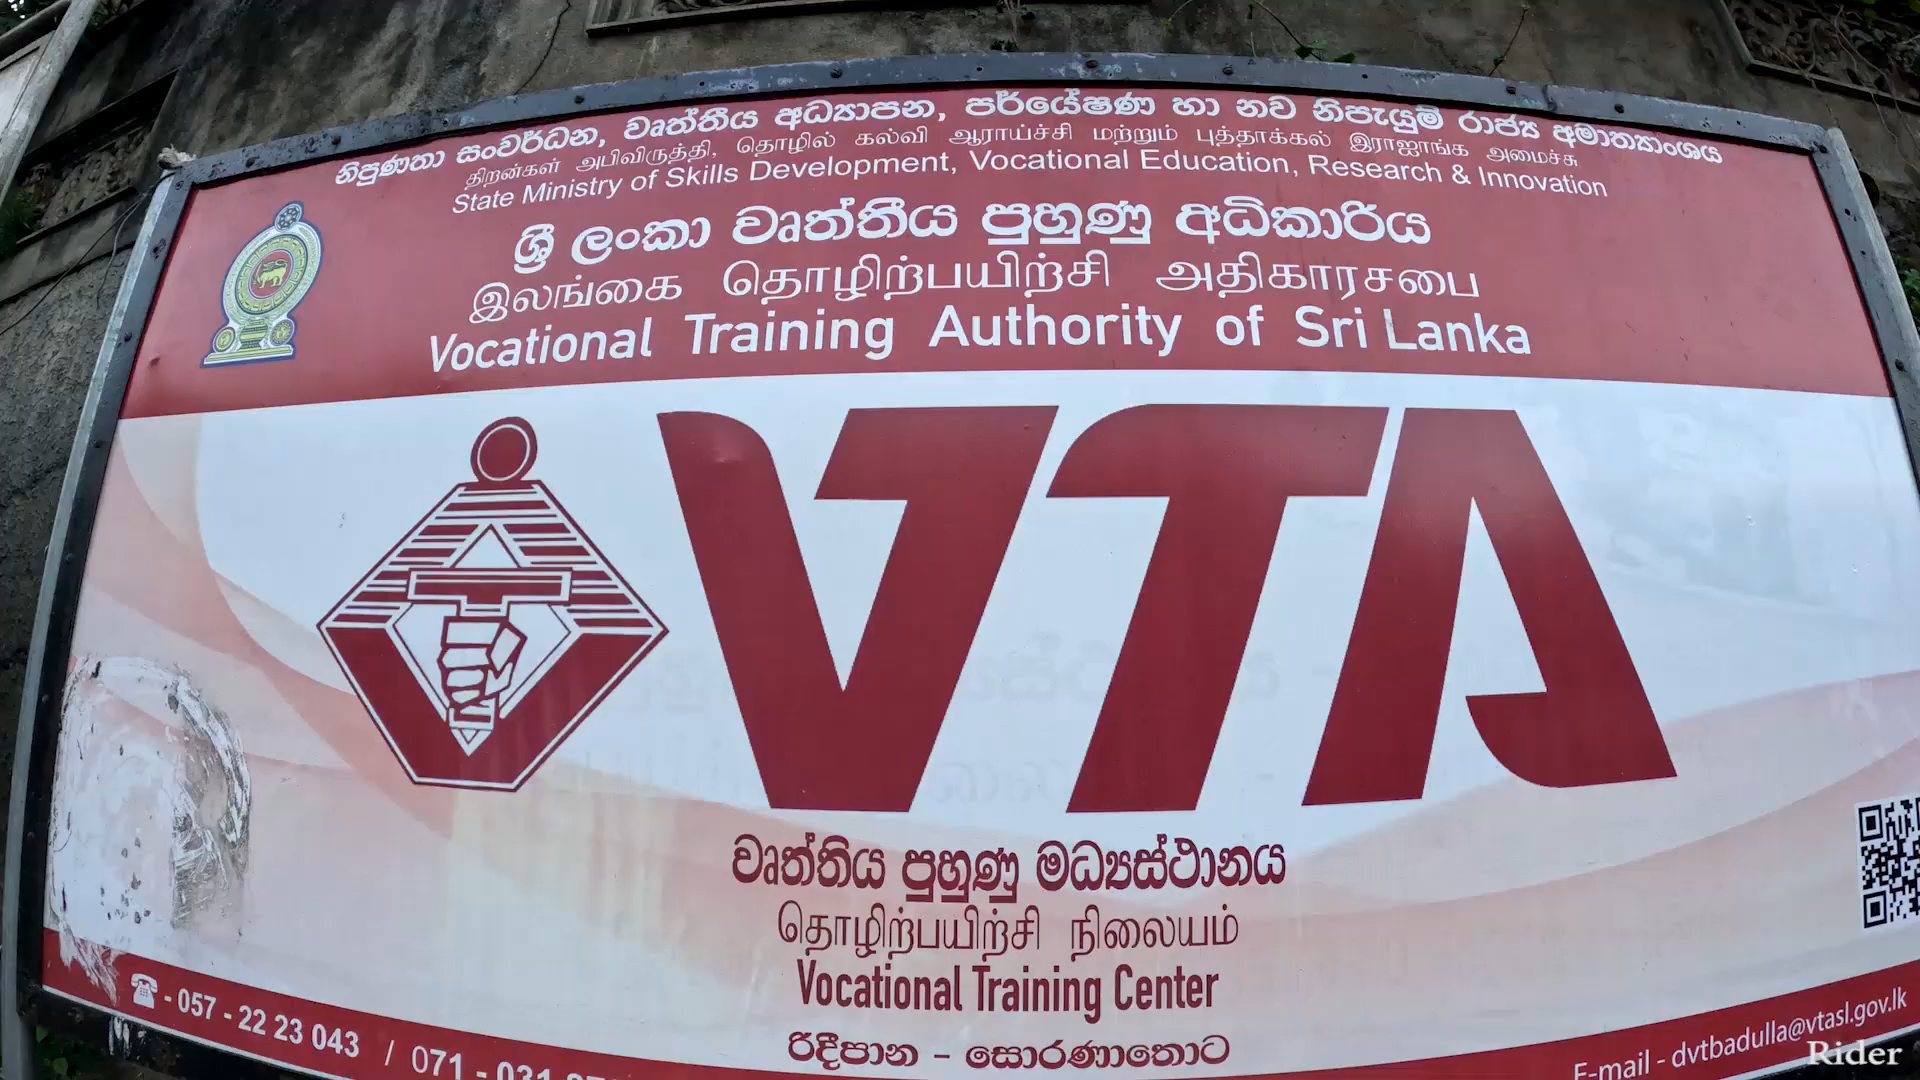 නිපුණතා සංවර්ධන, වෘත්තීය අධ්‍යාපන, පර්යේෂණ හා නව නිපැයුම් රාජ්‍ය අමාත්‍යාංශය
திறன்கள் அபிவிருத்தி, தொழில் கல்வி ஆராய்ச்சி மற்றும் புத்தாக்கல் இராஜாங்க அமைச்சு
State Ministry of Skills Development, Vocational Education, Research & Innovation
ශ්‍රී ලංකා වෘත්තීය පුහුණු අධිකාරිය
இலங்கை தொழிற்பயிற்சி அதிகாரசபை
Vocational Training Authority of Sri Lanka
VTA
වෘත්තිය පුහුණු මධ්‍යස්ථානය
தொழிற்பயிற்சி நிலையம்
Vocational Training Center
රිදීපාන - සොරණාතොට
- 057 - 22 23 043 / 071 - 031
E-mail - dvtbadulla@vtasl.gov.lk
Rider